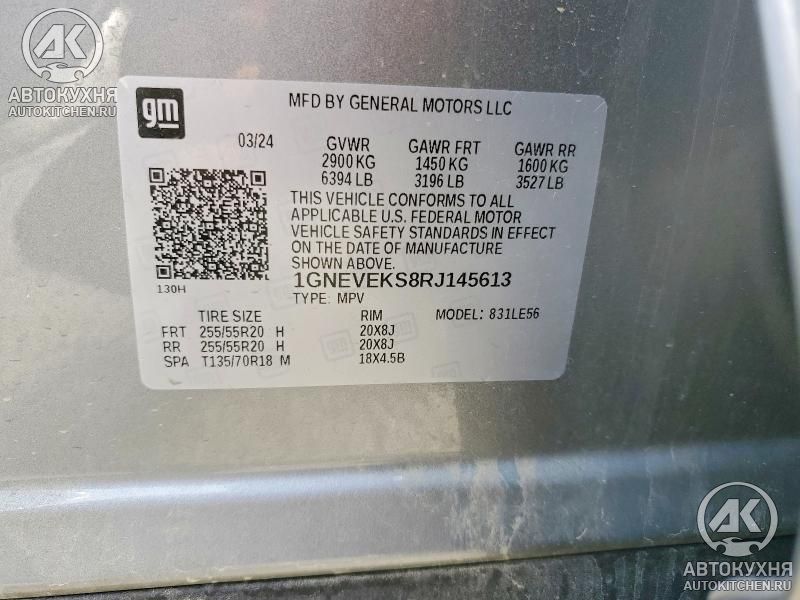 АК
АВТОКУХНЯ
AUTOKITCHEN.RU
gm
MFD BY GENERAL MOTORS LLC
03/24 GVWR GAWR FRT GAWR RR
2900 KG 1450 KG 1600 KG
6394 LB 3196 LB 3527 LB
THIS VEHICLE CONFORMS TO ALL
APPLICABLE U.S. FEDERAL MOTOR
VEHICLE SAFETY STANDARDS IN EFFECT
ON THE DATE OF MANUFACTURE
SHOWN ABOVE.
130H
1GNEVEKS8RJ145613
TYPE: MPV
TIRE SIZE RIM MODEL: 831LE56
FRT 255/55R20 H 20X8J
RR 255/55R20 H 20X8J
SPA T135/70R18 M 18X4.5B
АК
АВТОКУХНЯ
AUTOKITCHEN.RU